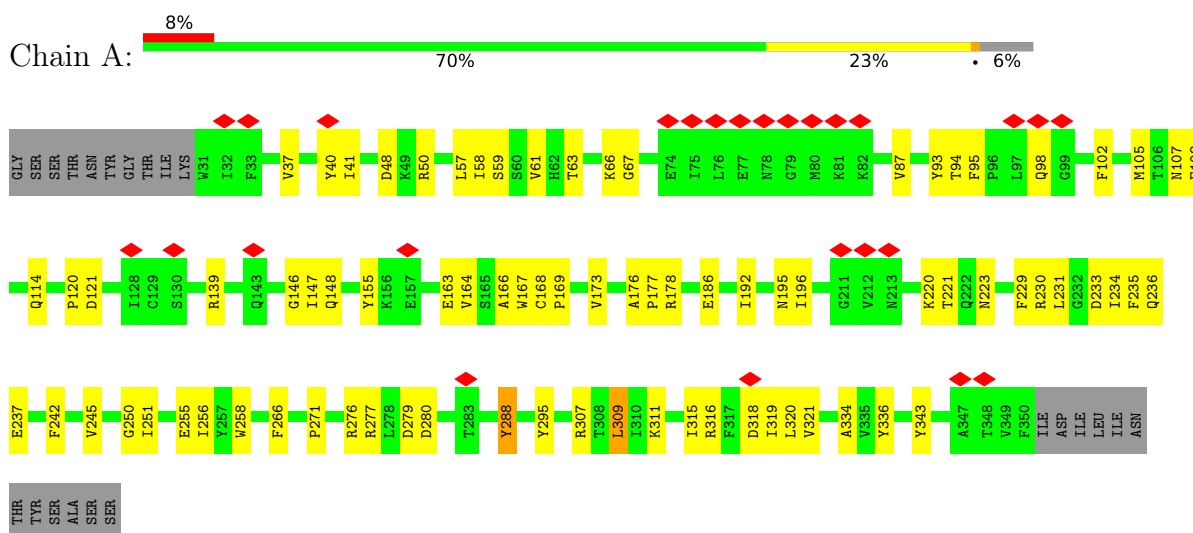 8%
Chain A:
70% 23% • 6%
GLY SER SER THR ASN TYR GLY THR ILE LYS W31 I32 F33 V37 Y40 I41 D48 K49 R50 L57 I58 S59 S60 V61 H62 T63 K66 G67 E74 I75 L76 E77 N78 G79 M80 K81 K82 V87 Y93 T94 F95 P96 L97 Q98 G99 F102 M105 T106 N107
Q114 P120 D121 I128 C129 S130 R139 Q143 G146 I147 Q148 Y155 K156 E157 E163 V164 S165 A166 W167 C168 P169 V173 A176 P177 R178 E186 I192 N195 I196 G211 V212 N213 K220 T221 Q222 N223 F229 R230 L231 G232 D233 I234 F235 Q236
E237 F242 V245 G250 I251 E255 I256 Y257 W258 F266 P271 R276 R277 L278 D279 D280 T283 Y288 Y295 R307 T308 L309 I310 K311 I315 R316 F317 D318 I319 L320 V321 A334 V335 Y336 Y343 A347 T348 V349 F350 ILE ASP ILE LEU ILE ASN
THR TYR SER ALA SER SER